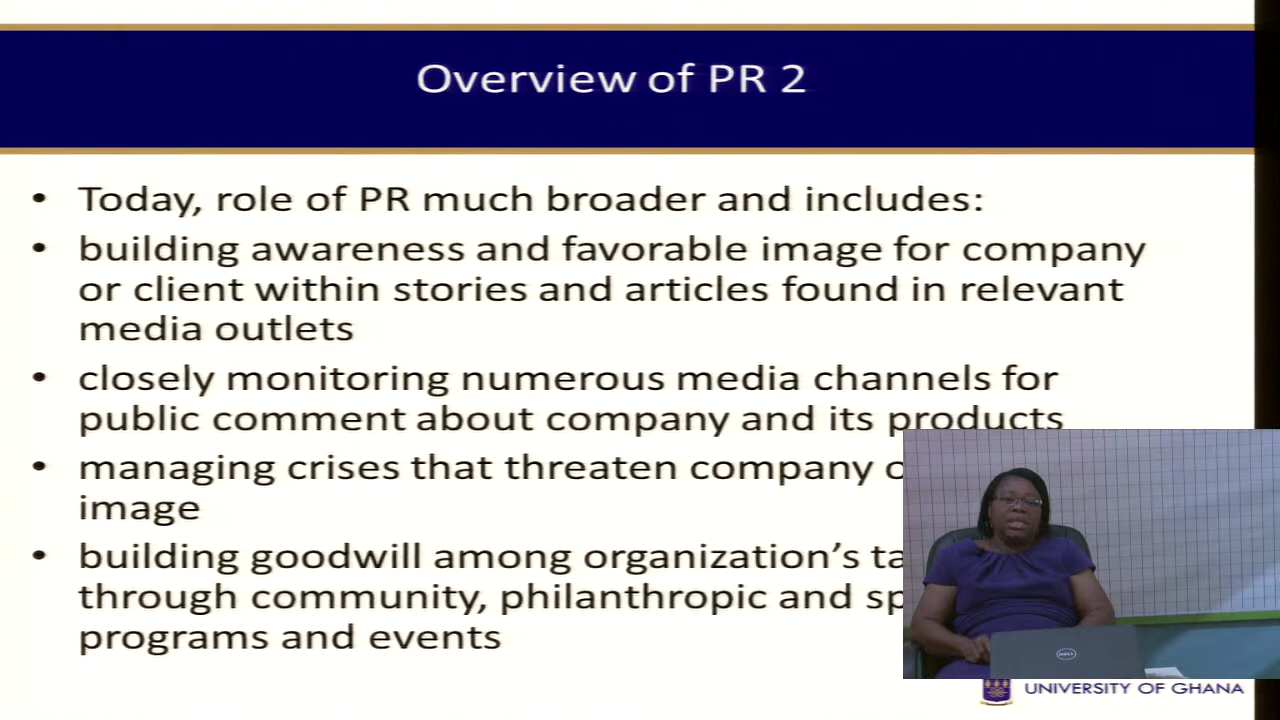 Overview of PR 2
• Today, role of PR much broader and includes:
• building awareness and favorable image for company
or client within stories and articles found in relevant
media outlets
• closely monitoring numerous media channels for
public comment about company and its products
• managing crises that threaten company
image
• building goodwill among organization’s
through community, philanthropic and
programs and events
DELL
UNIVERSITY OF GHANA